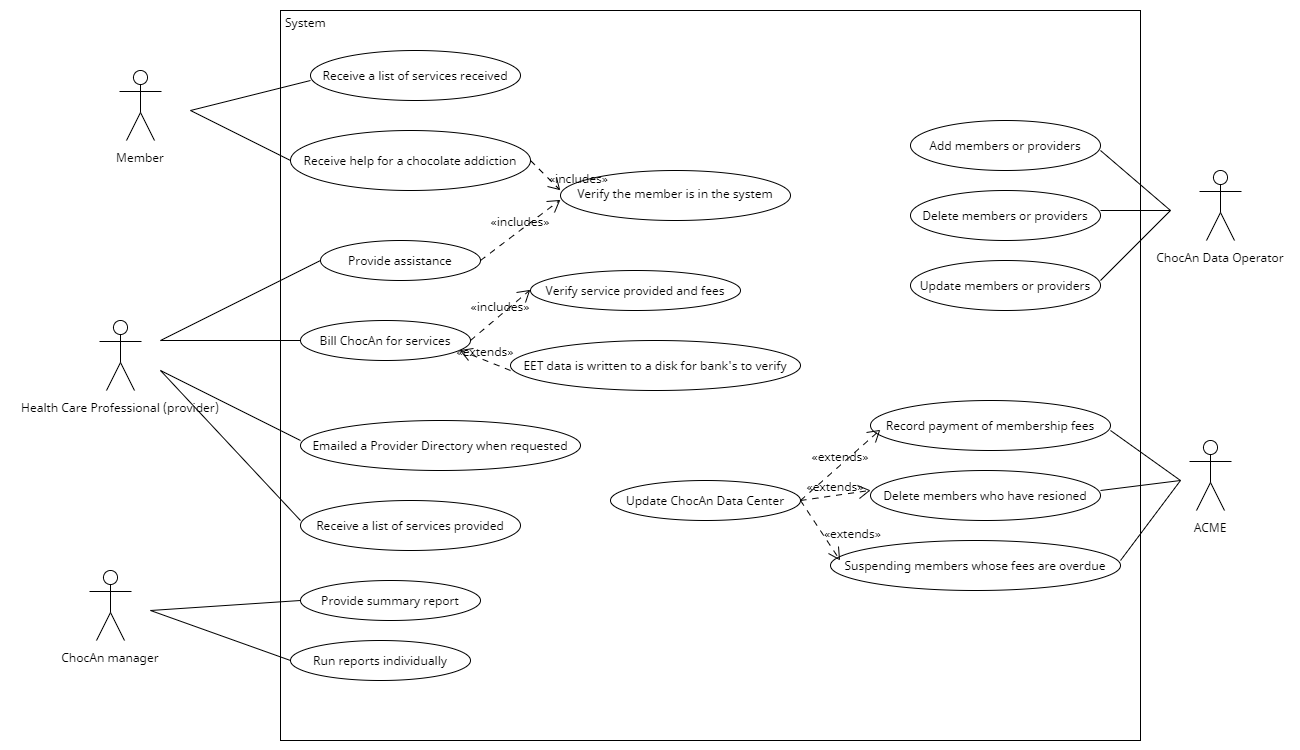 System
Receive a list of services received
Member
Receive help for a chocolate addiction
«includes»
Verify the member is in the system
«includes»
Provide assistance
Verify service provided and fees
«includes»
Bill ChocAn for services
«extends»
EET data is written to a disk for bank's to verify
Health Care Professional (provider)
Emailed a Provider Directory when requested
Receive a list of services provided
Provide summary report
ChocAn manager
Run reports individually
Add members or providers
Delete members or providers
ChocAn Data Operator
Update members or providers
Record payment of membership fees
«extends»
«extends»
Delete members who have resioned
Update ChocAn Data Center
ACME
«extends»
Suspending members whose fees are overdue